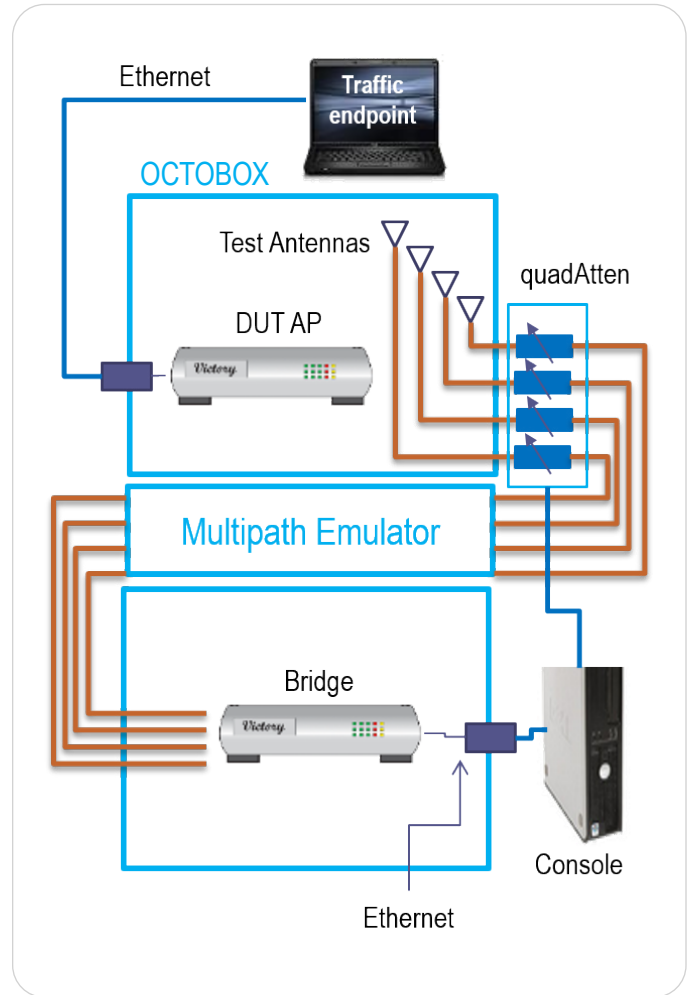 Ethernet
Traffic
endpoint
OCTOBOX
Test Antennas
quadAtten
DUT AP
Victory
Multipath Emulator
Bridge
Victory
Console
Ethernet